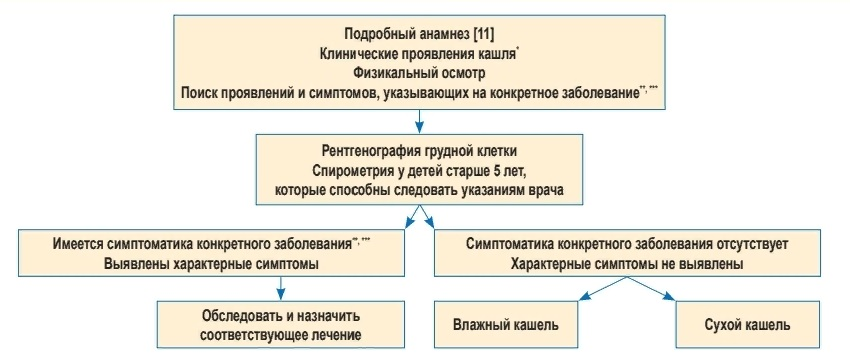 Подробный анамнез [11]
Клинические проявления кашля*
Физикальный осмотр
Поиск проявлений и симптомов, указывающих на конкретное заболевание**, ***
Рентгенография грудной клетки
Спирометрия у детей старше 5 лет,
которые способны следовать указаниям врача
Имеется симптоматика конкретного заболевания**, ***
Выявлены характерные симптомы
Симптоматика конкретного заболевания отсутствует
Характерные симптомы не выявлены
Обследовать и назначить
соответствующее лечение
Влажный кашель
Сухой кашель